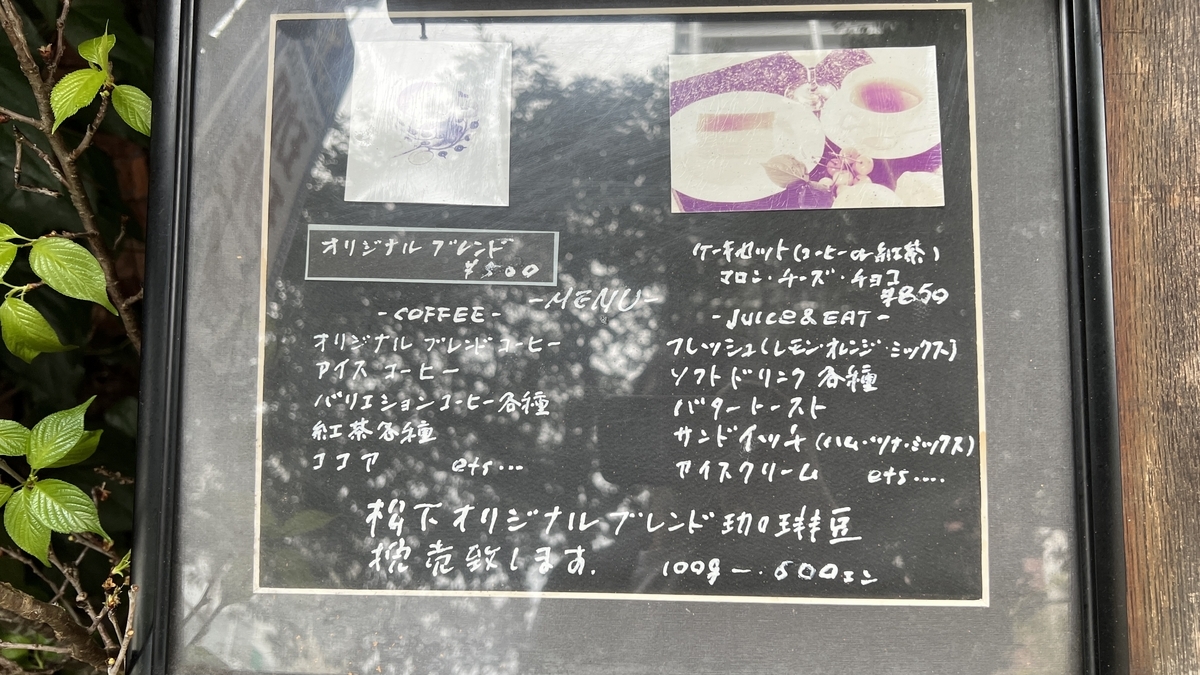 オリジナル ブレンド
¥500
ケーキセット(コーヒーor紅茶)
マロン・チーズ・チョコ
¥850
-MENU-
-COFFEE-
オリジナル ブレンドコーヒー
アイス コーヒー
バリエションコーヒー各種
紅茶各種
ココア ets...
-JUICE&EAT-
フレッシュ(レモン・オレンジ・ミックス)
ソフトドリンク 各種
バタートースト
サンドイッチ(ハム・ツナ・ミックス)
アイスクリーム ets....
松下オリジナルブレンド珈琲豆
売致します。 100g―.600エン